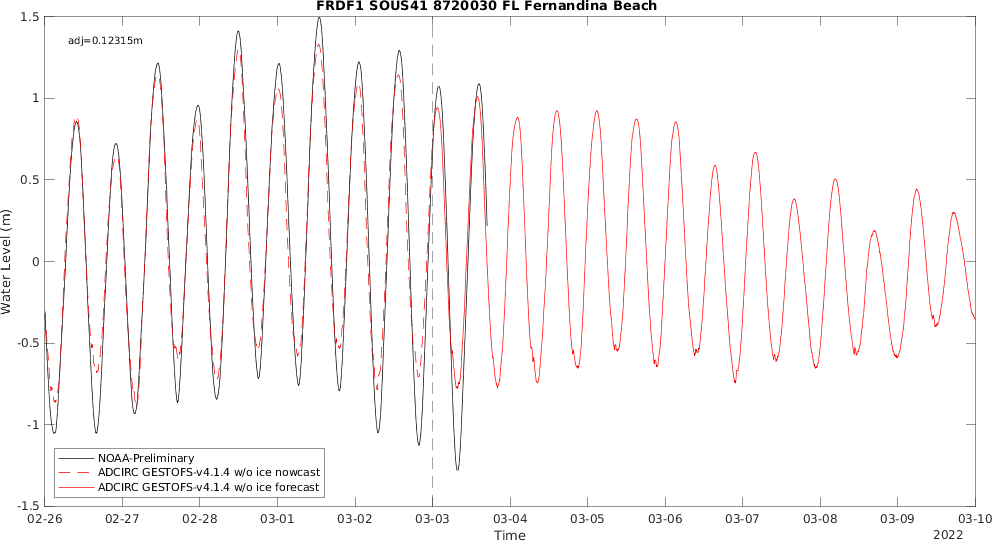 FRDF1 SOUS41 8720030 FL Fernandina Beach
adj=0.12315m
1.5
1
0.5
0
-0.5
-1
-1.5
Water Level (m)
NOAA-Preliminary
ADCIRC GESTOFS-v4.1.4 w/o ice nowcast
ADCIRC GESTOFS-v4.1.4 w/o ice forecast
02-26 02-27 02-28 03-01 03-02 03-03 03-04 03-05 03-06 03-07 03-08 03-09 03-10
Time
2022